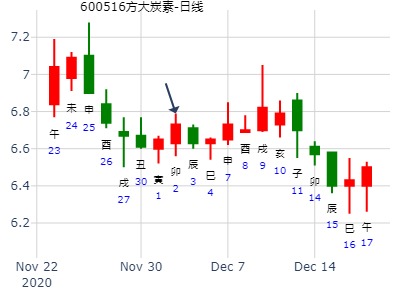 600516方大炭素-日线
7.2
7
6.8
6.6
6.4
6.2
午
23
未
24
申
25
酉
26
戌
27
丑
30
寅
1
卯
2
辰
3
巳
4
申
7
酉
8
戌
9
亥
10
子
11
卯
14
辰
15
巳
16
午
17
Nov 22
2020
Nov 30
Dec 7
Dec 14